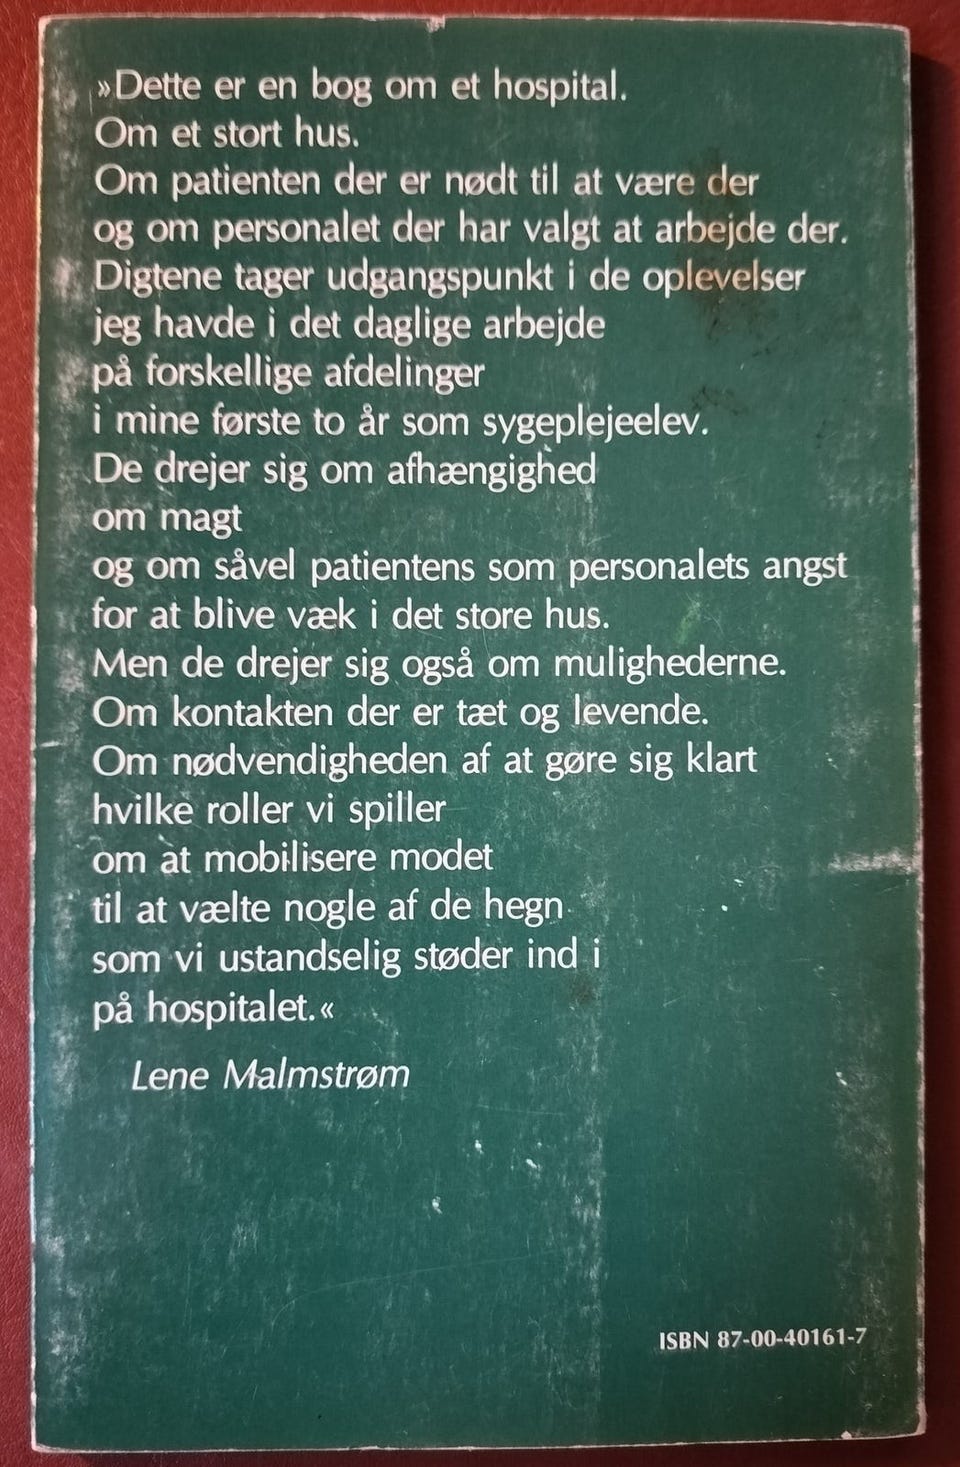 »Dette er en bog om et hospital.
Om et stort hus.
Om patienten der er nødt til at være der
og om personalet der har valgt at arbejde der.
Digtene tager udgangspunkt i de oplevelser
jeg havde i det daglige arbejde
på forskellige afdelinger
i mine første to år som sygeplejeelev.
De drejer sig om afhængighed
om magt
og om såvel patientens som personalets angst
for at blive væk i det store hus.
Men de drejer sig også om mulighederne.
Om kontakten der er tæt og levende.
Om nødvendigheden af at gøre sig klart
hvilke roller vi spiller
om at mobilisere modet
til at vælte nogle af de hegn
som vi ustandselig støder ind i
på hospitalet.«
Lene Malmstrøm
ISBN 87-00-40161-7